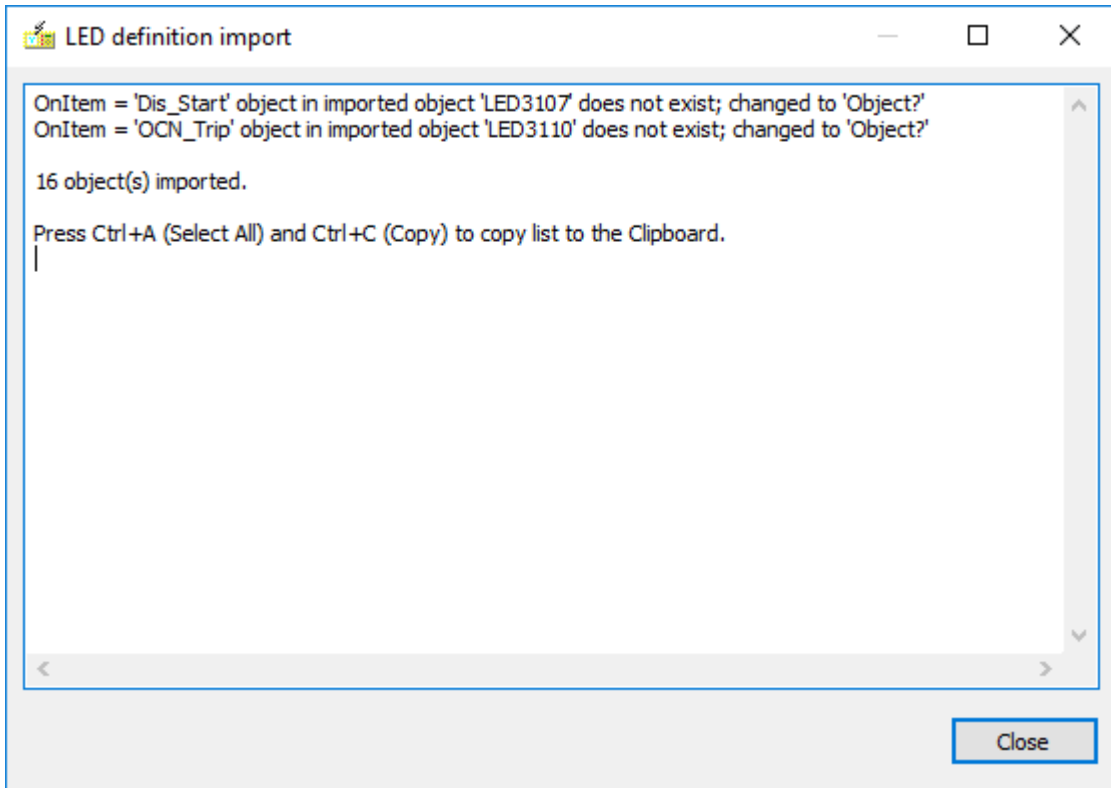 LED definition import
OnItem = 'Dis_Start' object in imported object 'LED3107' does not exist; changed to 'Object?'
OnItem = 'OCN_Trip' object in imported object 'LED3110' does not exist; changed to 'Object?'
16 object(s) imported.
Press Ctrl+A (Select All) and Ctrl+C (Copy) to copy list to the Clipboard.
Close